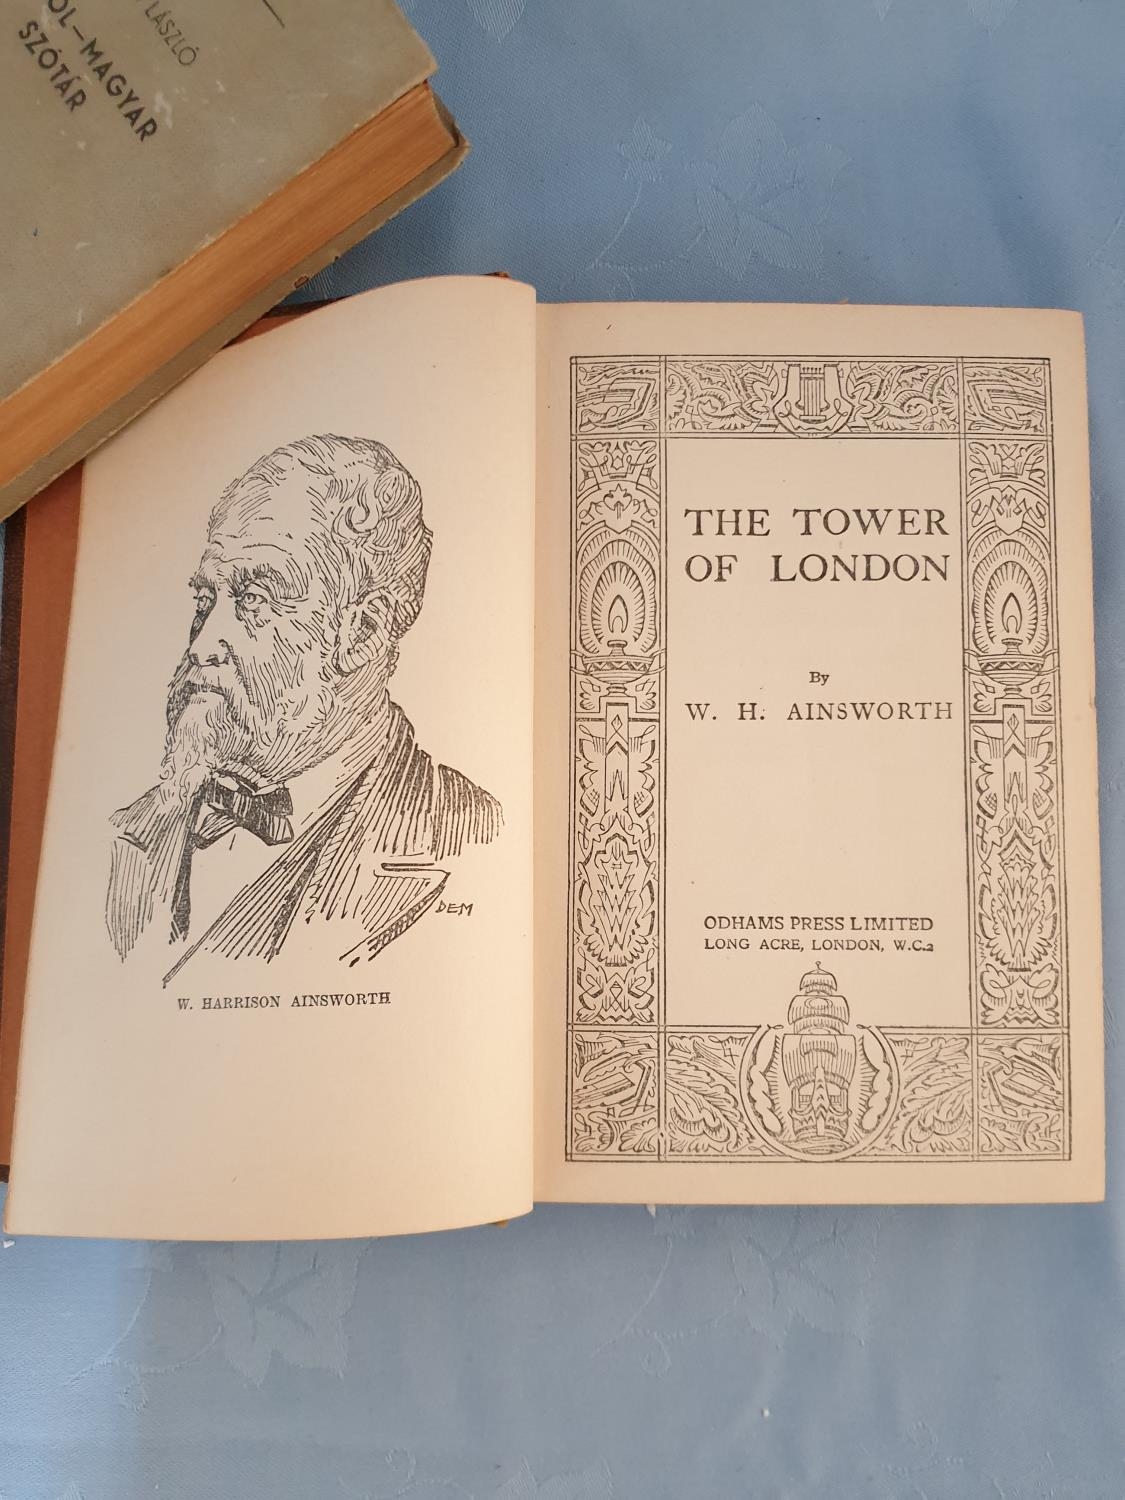 LÁSZLÓ
OL–MAGYAR
SZÓTÁR
DEM
W. HARRISON AINSWORTH
THE TOWER
OF LONDON
By
W. H. AINSWORTH
ODHAMS PRESS LIMITED
LONG ACRE, LONDON, W.C.2